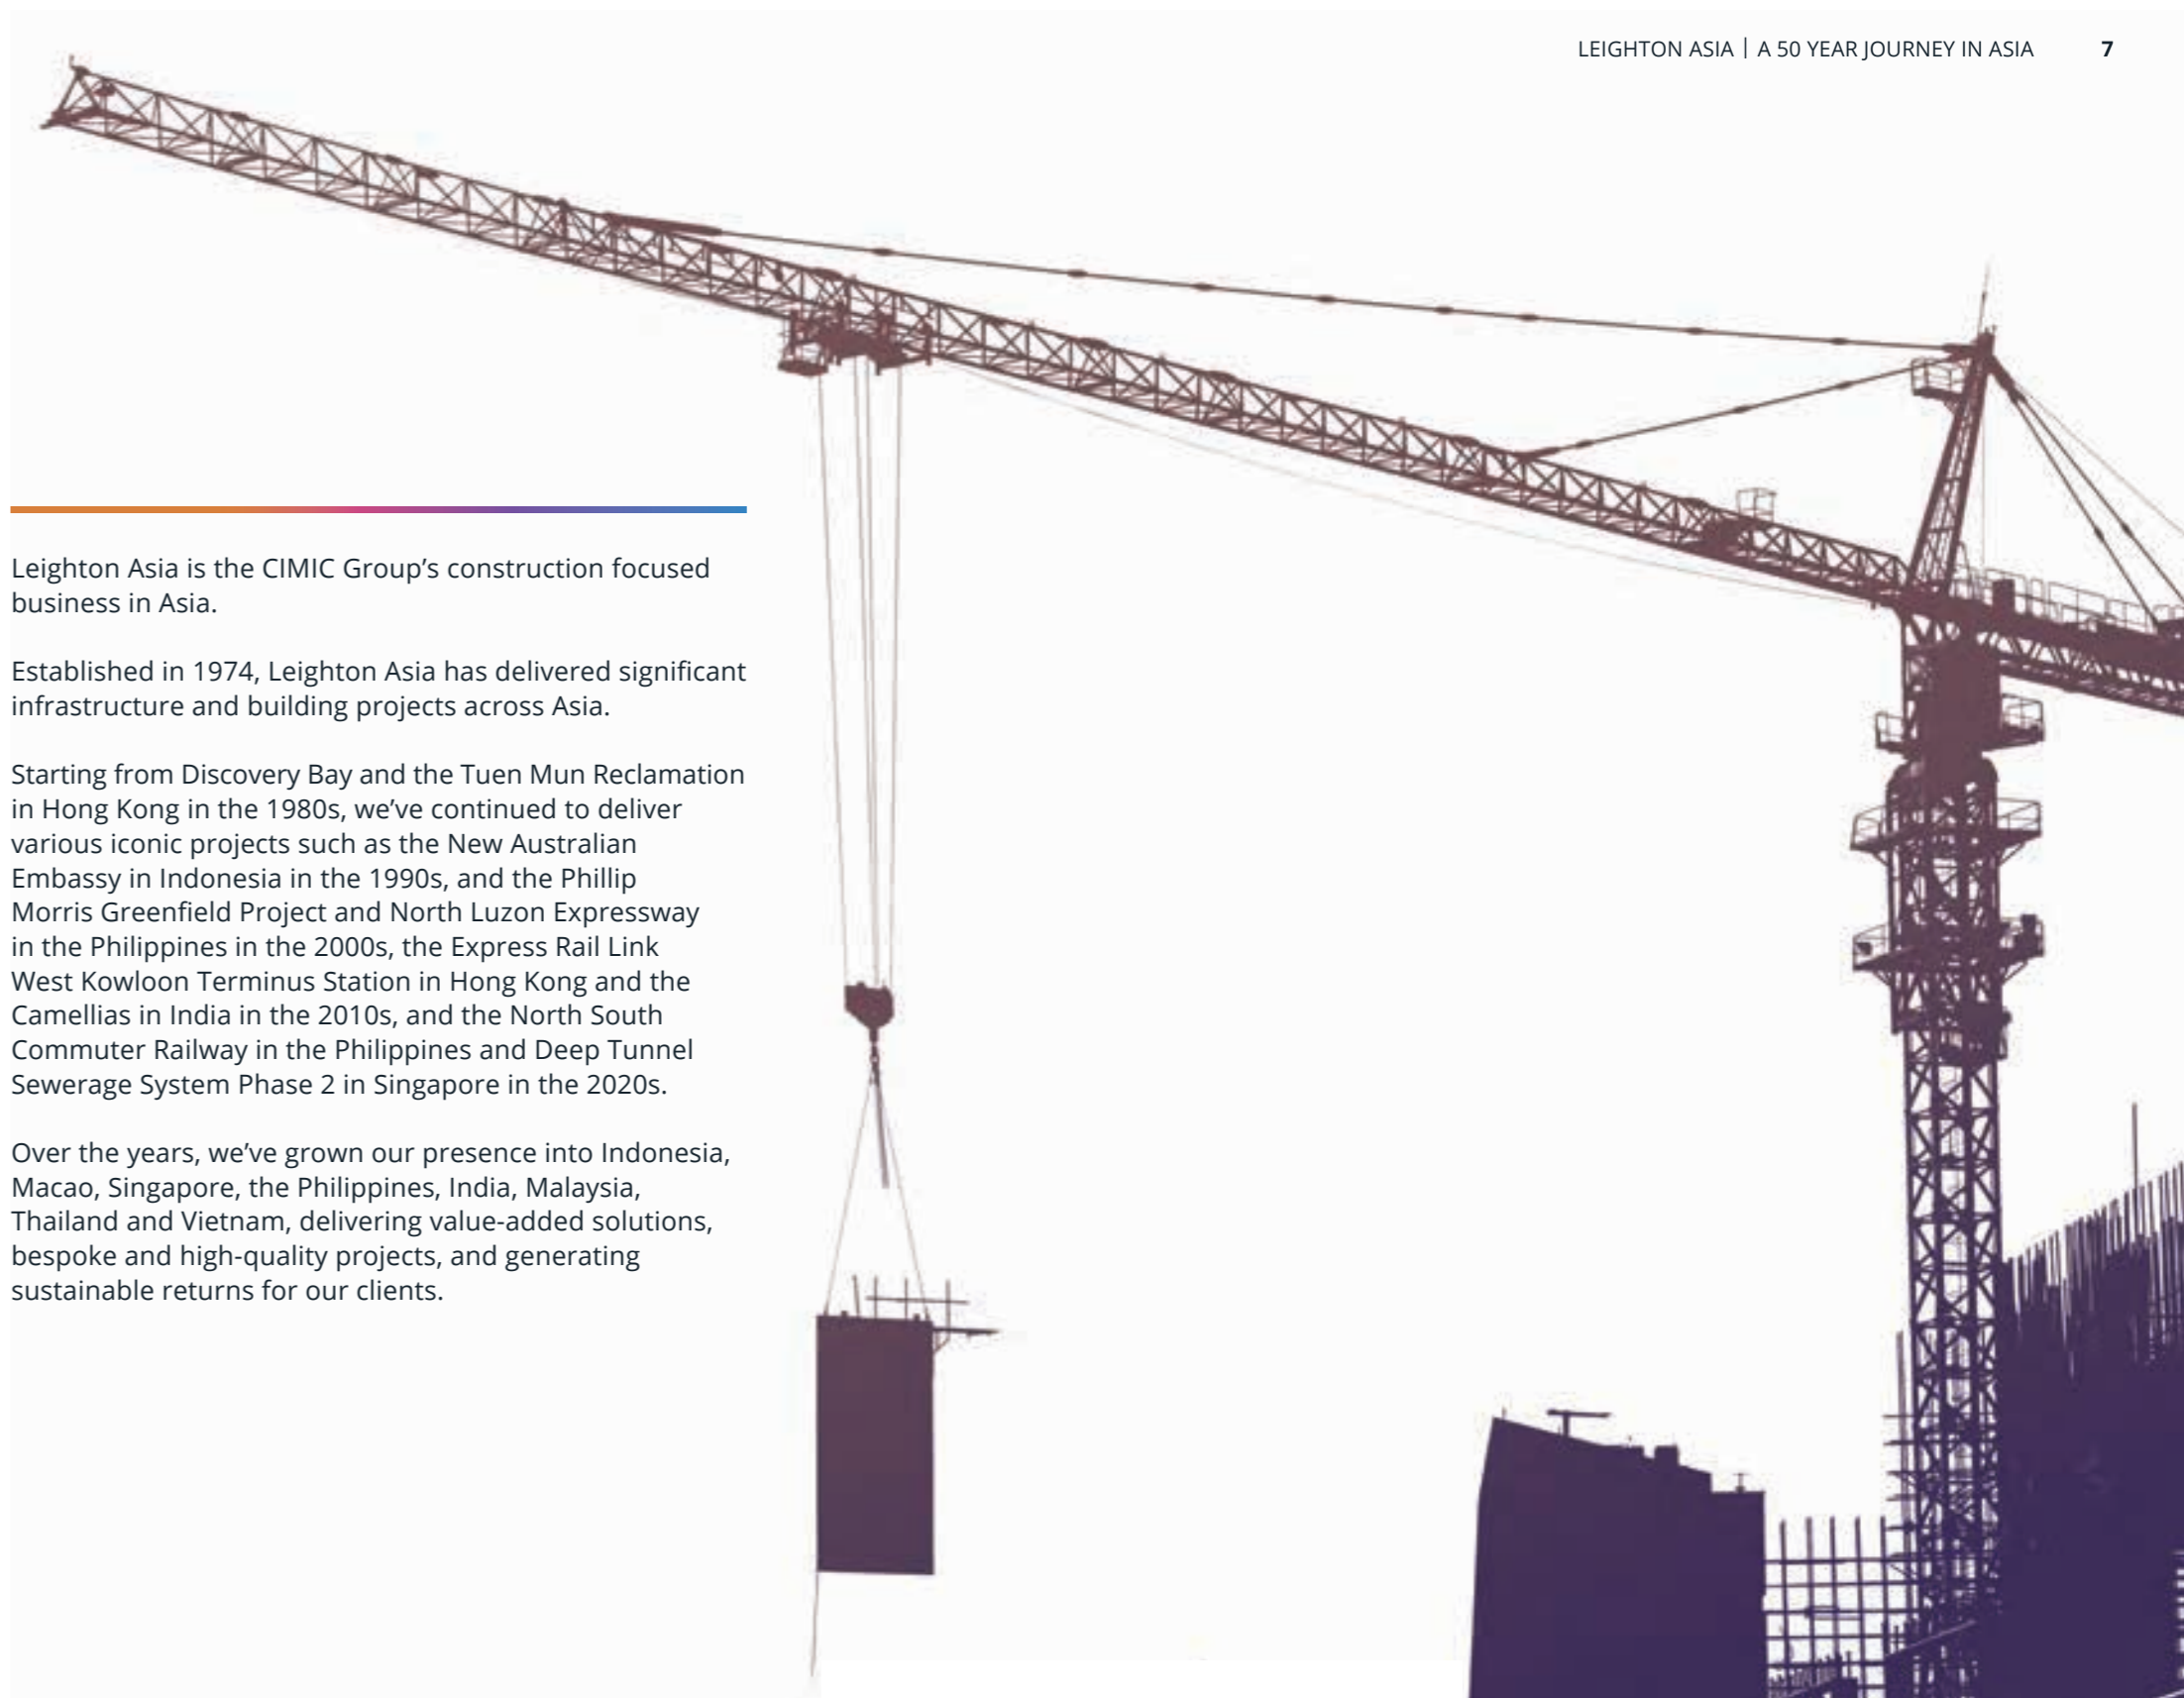 LEIGHTON ASIA | A 50 YEAR JOURNEY IN ASIA 7
Leighton Asia is the CIMIC Group’s construction focused
business in Asia.
Established in 1974, Leighton Asia has delivered significant
infrastructure and building projects across Asia.
Starting from Discovery Bay and the Tuen Mun Reclamation
in Hong Kong in the 1980s, we’ve continued to deliver
various iconic projects such as the New Australian
Embassy in Indonesia in the 1990s, and the Phillip
Morris Greenfield Project and North Luzon Expressway
in the Philippines in the 2000s, the Express Rail Link
West Kowloon Terminus Station in Hong Kong and the
Camellias in India in the 2010s, and the North South
Commuter Railway in the Philippines and Deep Tunnel
Sewerage System Phase 2 in Singapore in the 2020s.
Over the years, we’ve grown our presence into Indonesia,
Macao, Singapore, the Philippines, India, Malaysia,
Thailand and Vietnam, delivering value-added solutions,
bespoke and high-quality projects, and generating
sustainable returns for our clients.